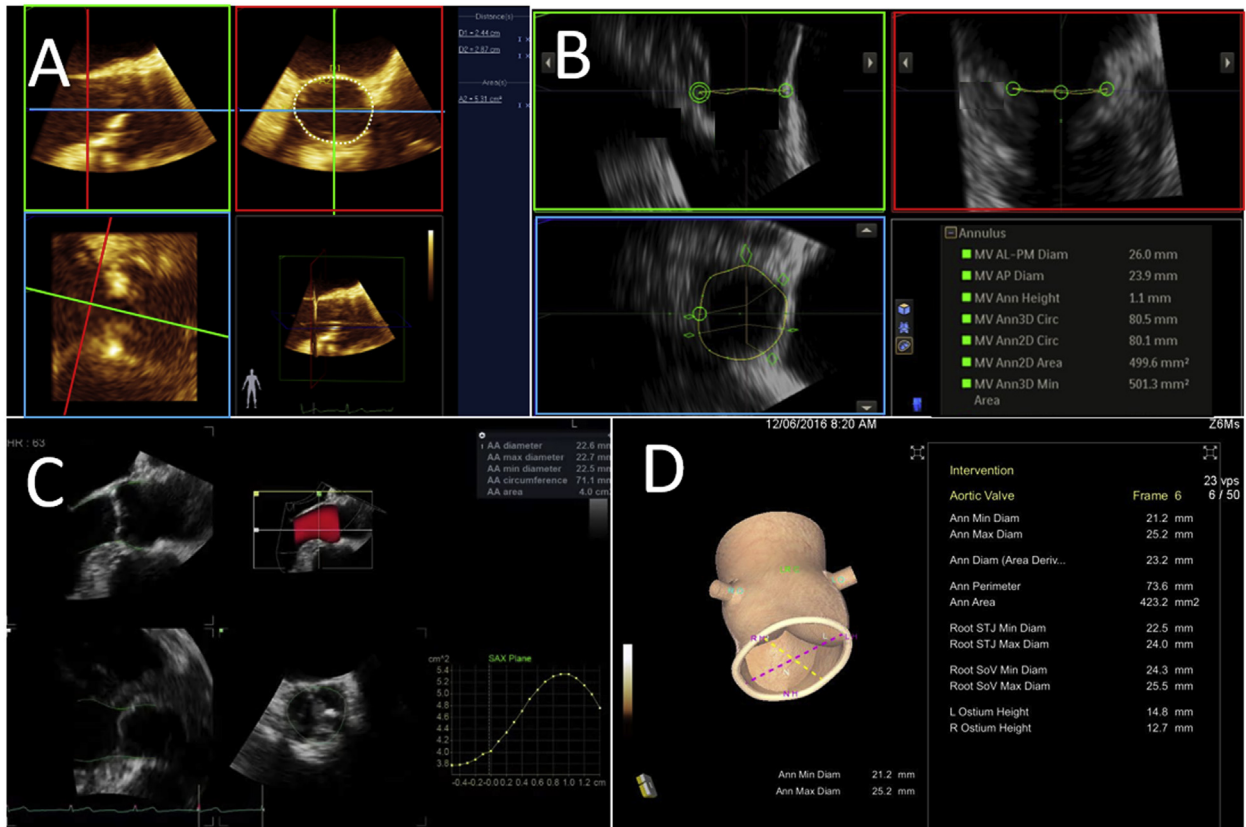 A
Distance(s)
D1 = 2.44 cm
D2 = 2.67 cm
Area(s)
A2 = 5.31 cm²
B
Annulus
MV AL-PM Diam 26.0 mm
MV AP Diam 23.9 mm
MV Ann Height 1.1 mm
MV Ann3D Circ 80.5 mm
MV Ann2D Circ 80.1 mm
MV Ann2D Area 499.6 mm²
MV Ann3D Min Area 501.3 mm²
C
HR : 63
L
AA diameter 22.6 mm
AA max diameter 22.7 mm
AA min diameter 22.5 mm
AA circumference 71.1 mm
AA area 4.0 cm
cm^2
SAX Plane
5.4
5.2
5.0
4.8
4.6
4.4
4.2
4.0
3.8
-0.4-0.2-0.0 0.2 0.4 0.6 0.8 1.0 1.2 cm
12/06/2016 8:20 AM
Z6Ms
D
23 vps
6 / 50
Intervention
Aortic Valve Frame 6
Ann Min Diam 21.2 mm
Ann Max Diam 25.2 mm
Ann Diam (Area Deriv... 23.2 mm
Ann Perimeter 73.6 mm
Ann Area 423.2 mm2
Root STJ Min Diam 22.5 mm
Root STJ Max Diam 24.0 mm
Root SoV Min Diam 24.3 mm
Root SoV Max Diam 25.5 mm
L Ostium Height 14.8 mm
R Ostium Height 12.7 mm
LH
NH
Ann Min Diam 21.2 mm
Ann Max Diam 25.2 mm